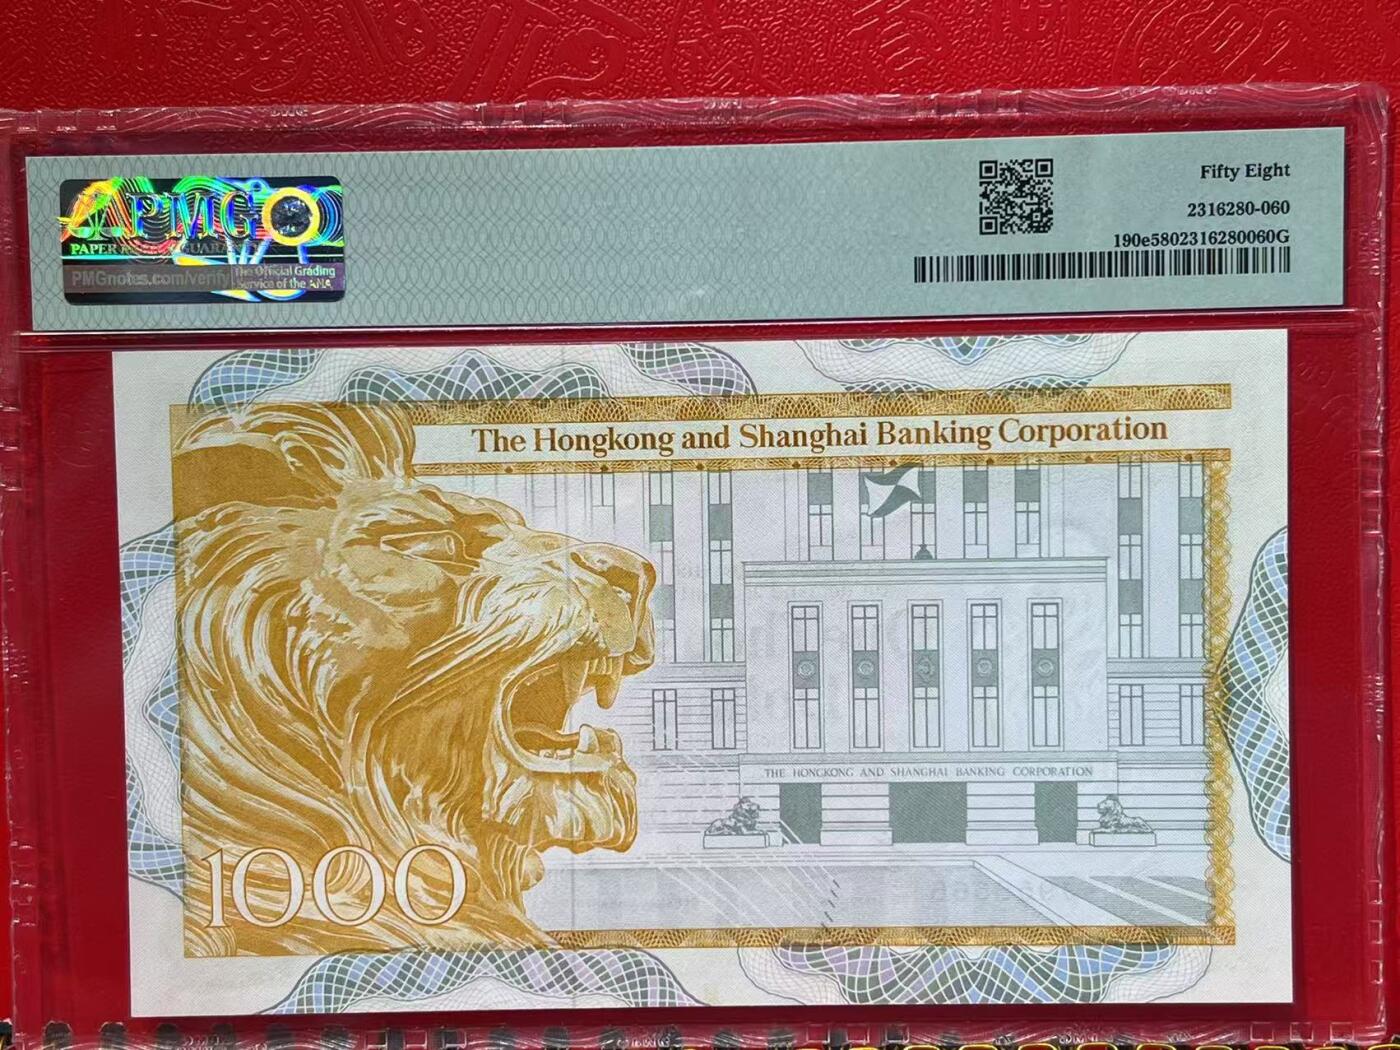 PMG
PAPER MONEY GUARANTY
PMGnotes.com/verify
The Official Grading
Service of the ANA
Fifty Eight
2316280-060
190e5802316280060G
The Hongkong and Shanghai Banking Corporation
THE HONGKONG AND SHANGHAI BANKING CORPORATION
1000